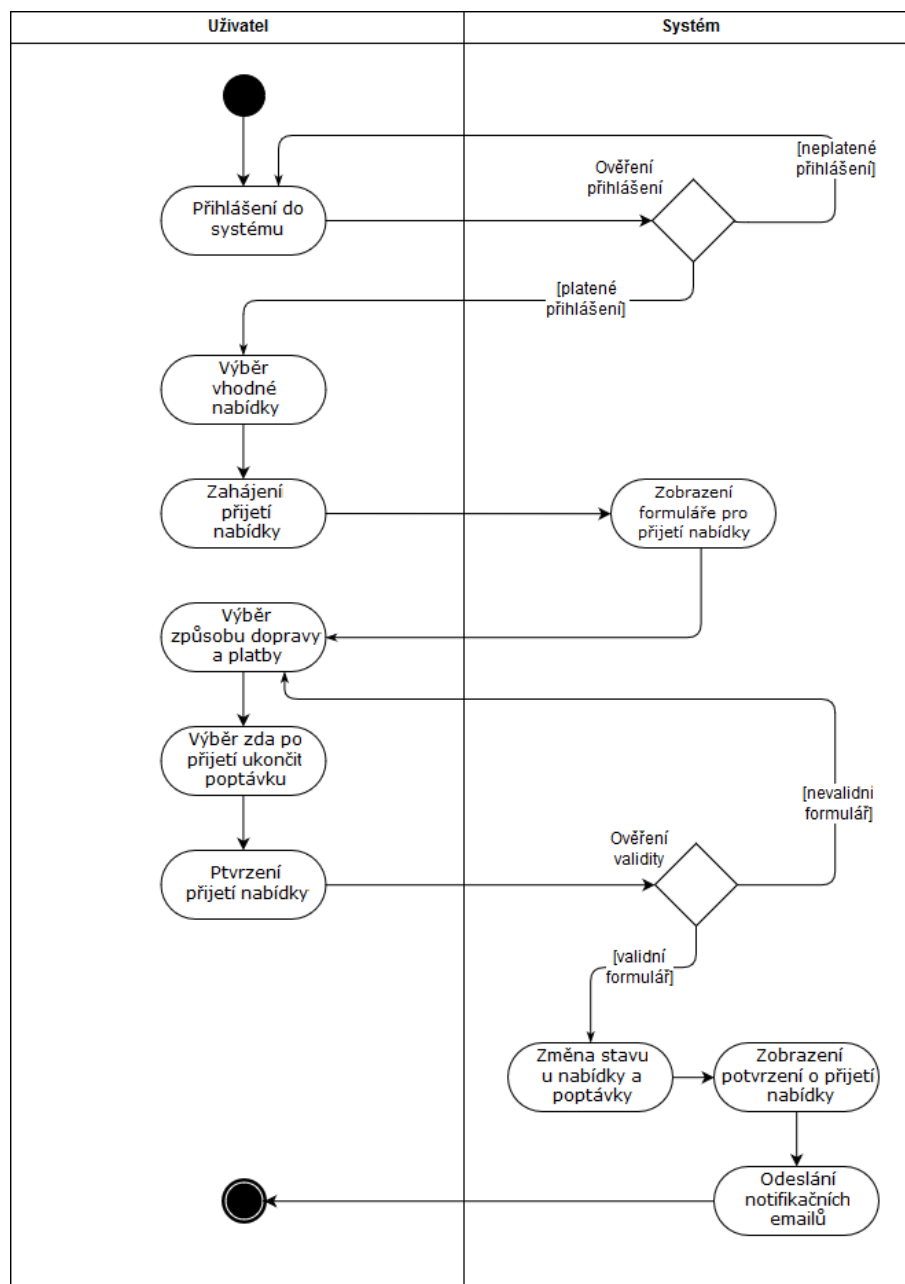 Uživatel
Systém
[neplatené
přihlášení]
Ověření
přihlášení
Přihlášení do
systému
[platené
přihlášení]
Výběr
vhodné
nabídky
Zahájení
přijetí
nabídky
Zobrazení
formuláře pro
přijetí nabídky
Výběr
způsobu dopravy
a platby
Výběr zda po
přijetí ukončit
poptávku
[nevalidni
formulář]
Ověření
validity
Ptvrzení
přijetí nabídky
[validní
formulář]
Změna stavu
u nabídky a
poptávky
Zobrazení
potvrzení o přijetí
nabídky
Odeslání
notifikačních
emailů